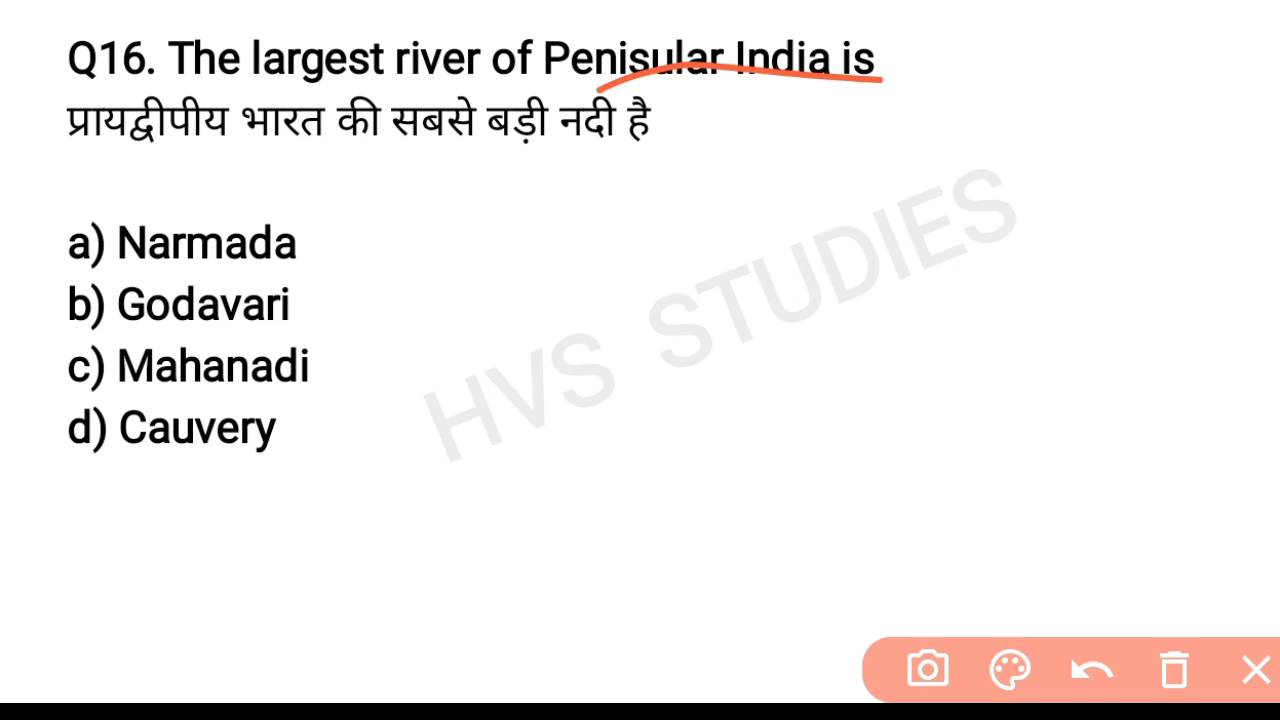 Q16. The largest river of Penisular India is
प्रायद्वीपीय भारत की सबसे बड़ी नदी है
a) Narmada
b) Godavari
c) Mahanadi
d) Cauvery
HVS STUDIES